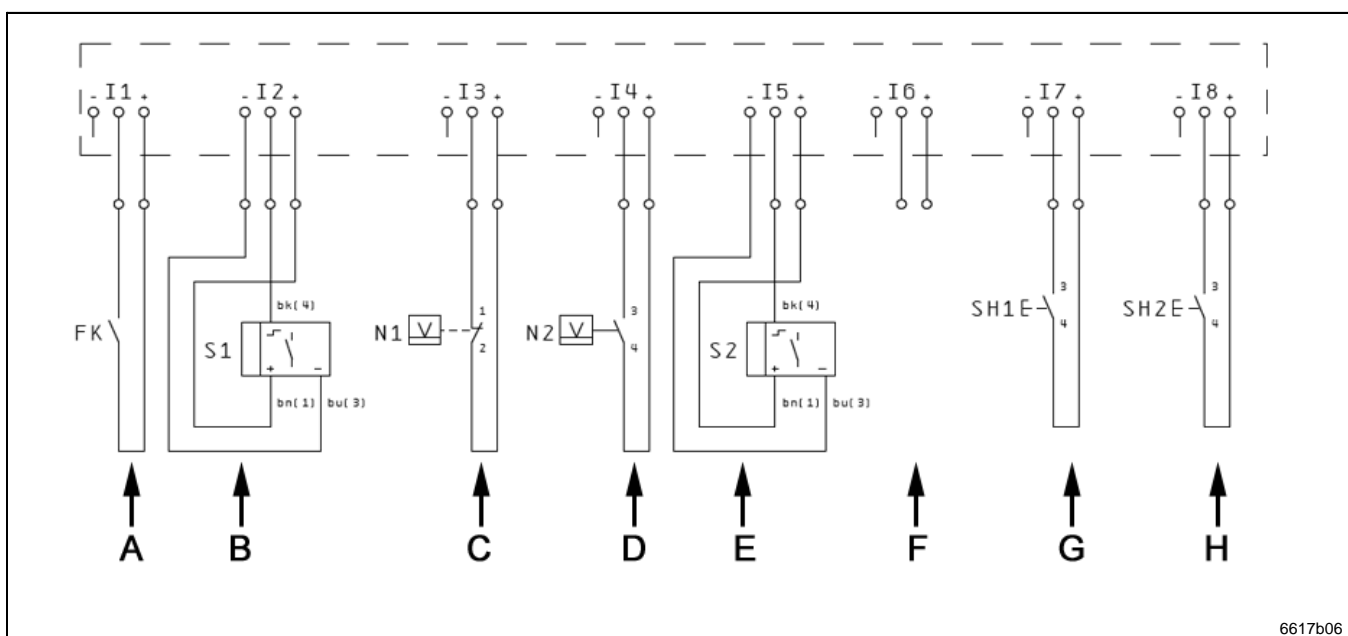 - I1 + - I2 + - I3 + - I4 + - I5 + - I6 + - I7 + - I8 +
bk(4) bk(4)
3 3
SH1E SH2E
4 4
1 3
FK S1 N1 V N2 V S2
2 4
+ - + -
bn(1) bu(3) bn(1) bu(3)
A B C D E F G H
6617b06